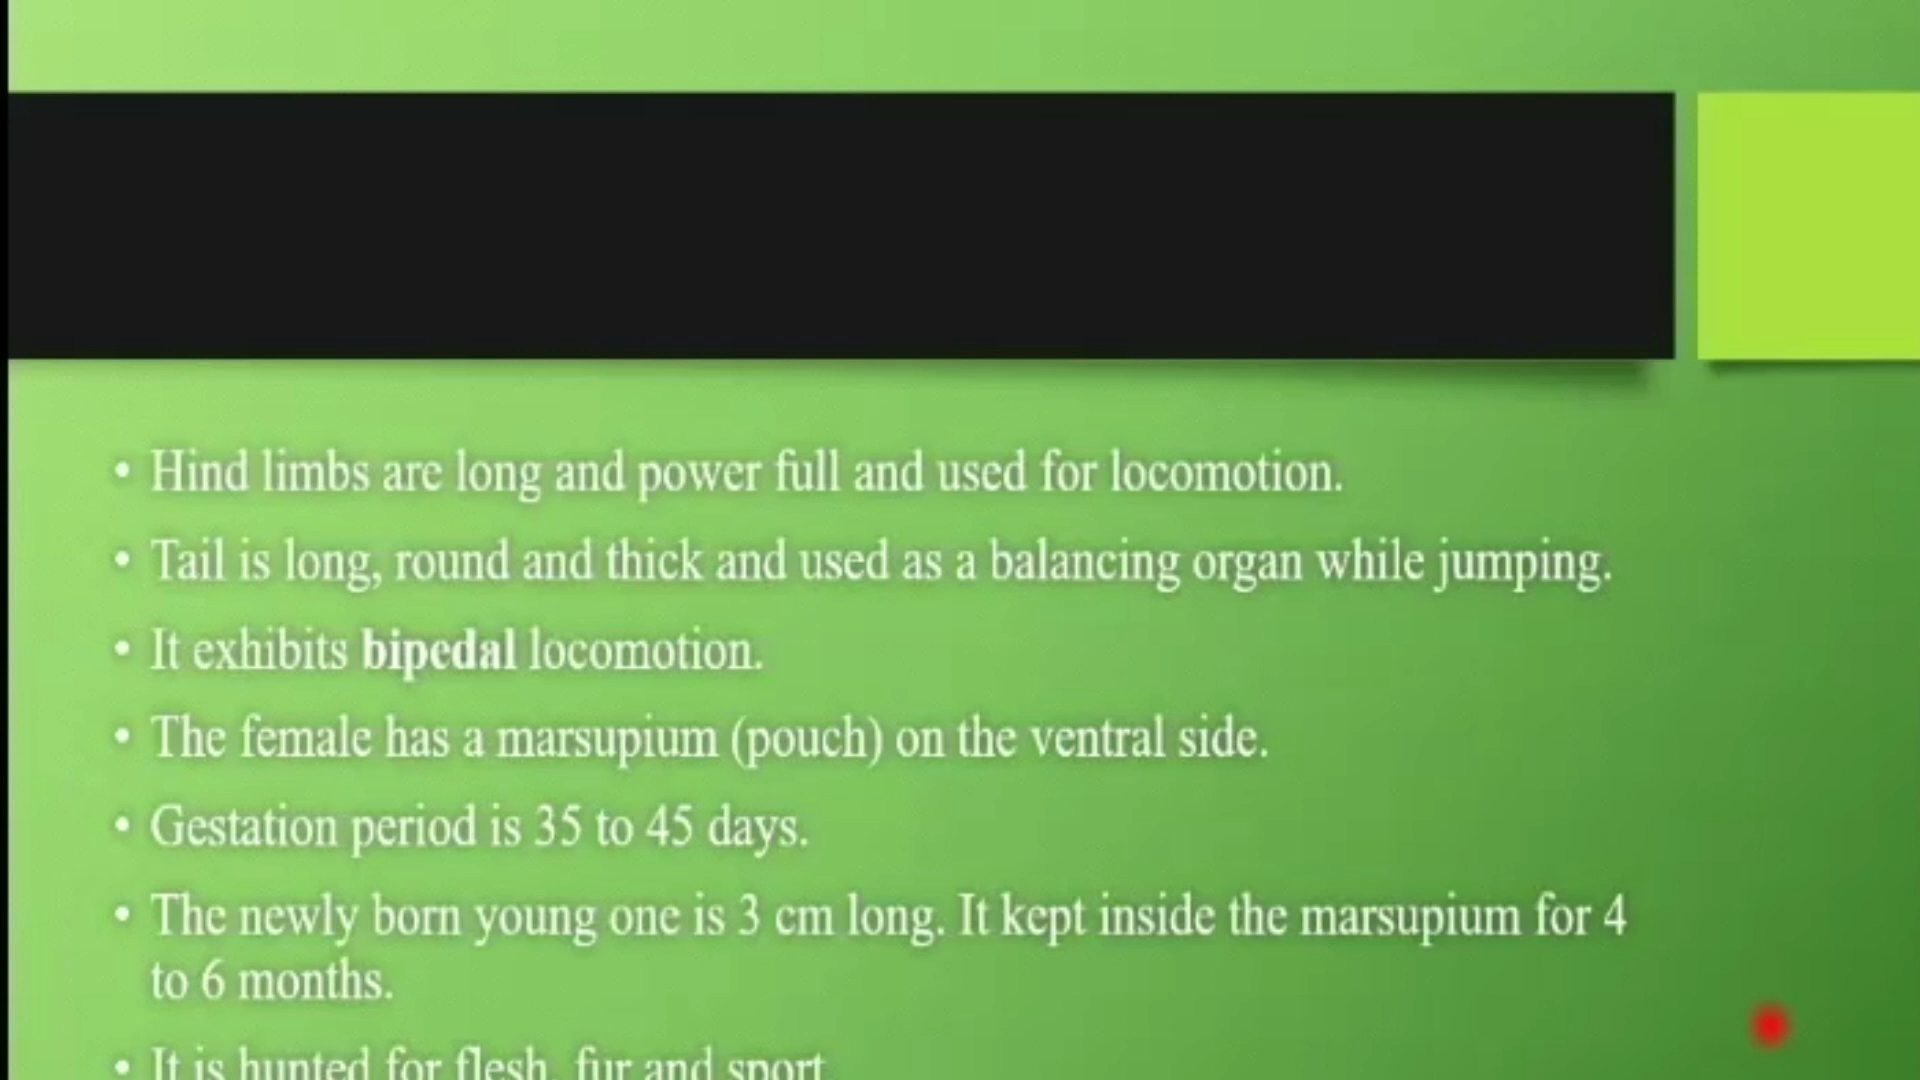 • Hind limbs are long and power full and used for locomotion.
• Tail is long, round and thick and used as a balancing organ while jumping.
• It exhibits bipedal locomotion.
• The female has a marsupium (pouch) on the ventral side.
• Gestation period is 35 to 45 days.
• The newly born young one is 3 cm long. It kept inside the marsupium for 4
to 6 months.
• It is hunted for flesh, fur and sport.